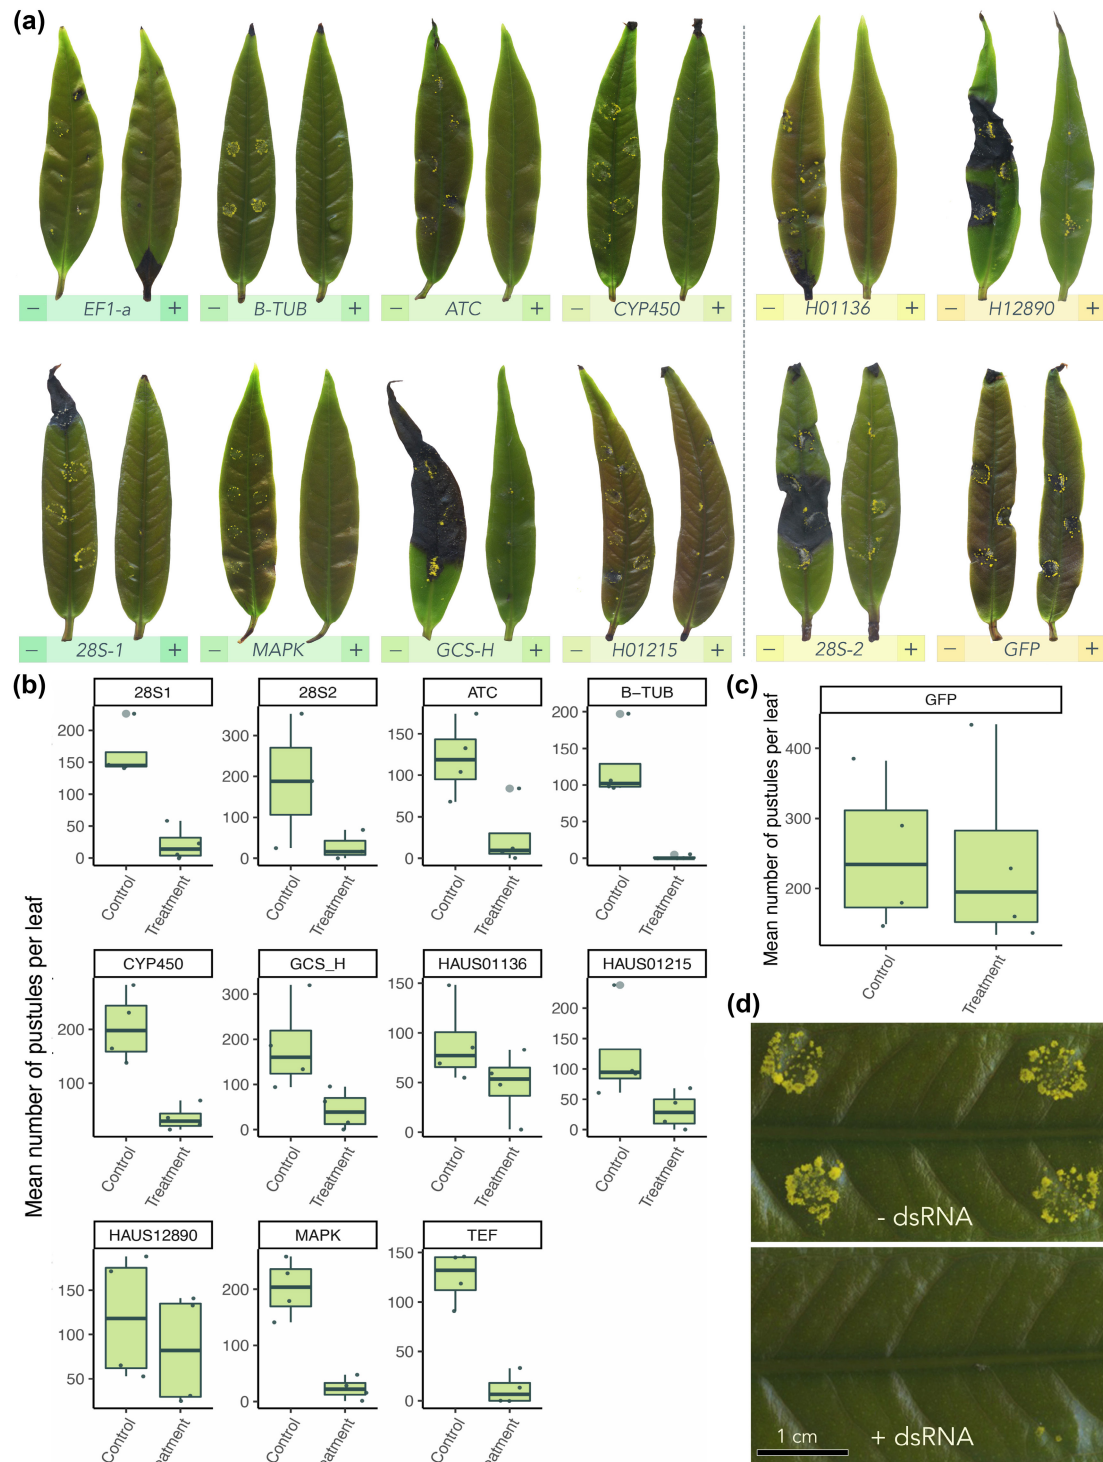 (a)
− EF1-a +
− B-TUB +
− ATC +
− CYP450 +
− H01136 +
− H12890 +
− 28S-1 +
− MAPK +
− GCS-H +
− H01215 +
− 28S-2 +
− GFP +
(b)
Mean number of pustules per leaf
28S1
200
150
100
50
0
Control
Treatment
28S2
300
200
100
0
Control
Treatment
ATC
150
100
50
0
Control
Treatment
B−TUB
200
150
100
50
0
Control
Treatment
CYP450
200
100
Control
Treatment
GCS_H
300
200
100
0
Control
Treatment
HAUS01136
150
100
50
0
Control
Treatment
HAUS01215
200
150
100
50
0
Control
Treatment
HAUS12890
150
100
50
Control
reatment
MAPK
200
100
0
Control
Treatment
TEF
150
100
50
0
Control
Treatment
(c)
Mean number of pustules per leaf
GFP
400
300
200
Control
Treatment
(d)
- dsRNA
1 cm
+ dsRNA